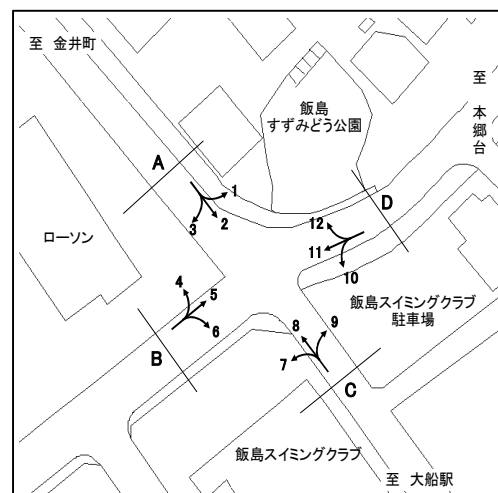 至 金井町
飯島
すずみどう公園
至
本郷台
A
1
2
3
D
12
11
10
ローソン
4
5
6
B
飯島スイミングクラブ
駐車場
8
9
7
C
飯島スイミングクラブ
至 大船駅